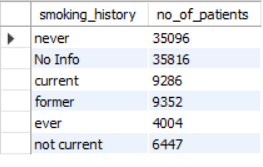 smoking_history no_of_patients
never 35096
No Info 35816
current 9286
former 9352
ever 4004
not current 6447